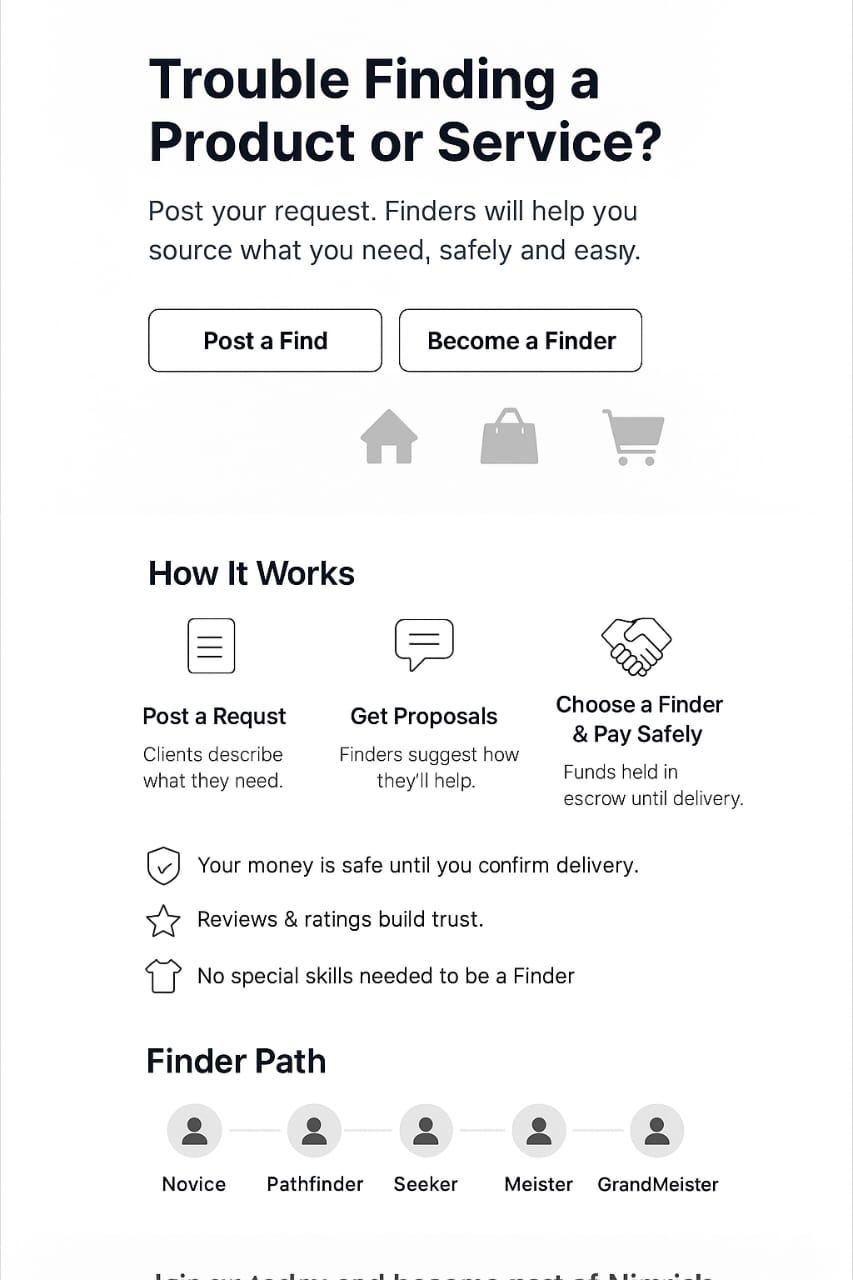 Trouble Finding a
Product or Service?
Post your request. Finders will help you
source what you need, safely and easıy.
Post a Find
Become a Finder
How It Works
Post a Requst
Clients describe
what they need.
Get Proposals
Finders suggest how
they'll help.
Choose a Finder
& Pay Safely
Funds held in
escrow until delivery.
Your money is safe until you confirm delivery.
Reviews & ratings build trust.
No special skills needed to be a Finder
Finder Path
Novice
Pathfinder
Seeker
Meister
GrandMeister